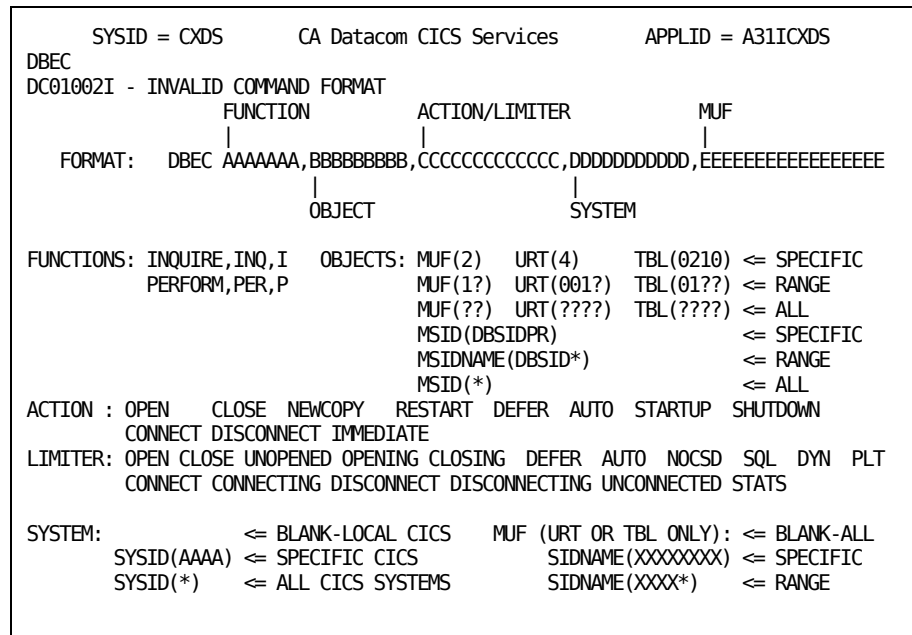 SYSID = CXDS CA Datacom CICS Services APPLID = A31ICXDS
DBEC
DC01002I - INVALID COMMAND FORMAT
FUNCTION ACTION/LIMITER MUF
| | |
FORMAT: DBEC AAAAAAA,BBBBBBBBB,CCCCCCCCCCCCC,DDDDDDDDDDD,EEEEEEEEEEEEEEEEE
| |
OBJECT SYSTEM
FUNCTIONS: INQUIRE,INQ,I OBJECTS: MUF(2) URT(4) TBL(0210) <= SPECIFIC
PERFORM,PER,P MUF(1?) URT(001?) TBL(01??) <= RANGE
MUF(??) URT(????) TBL(????) <= ALL
MSID(DBSIDPR) <= SPECIFIC
MSIDNAME(DBSID*) <= RANGE
MSID(*) <= ALL
ACTION : OPEN CLOSE NEWCOPY RESTART DEFER AUTO STARTUP SHUTDOWN
CONNECT DISCONNECT IMMEDIATE
LIMITER: OPEN CLOSE UNOPENED OPENING CLOSING DEFER AUTO NOCSD SQL DYN PLT
CONNECT CONNECTING DISCONNECT DISCONNECTING UNCONNECTED STATS
SYSTEM: <= BLANK-LOCAL CICS MUF (URT OR TBL ONLY): <= BLANK-ALL
SYSID(AAAA) <= SPECIFIC CICS SIDNAME(XXXXXXXX) <= SPECIFIC
SYSID(*) <= ALL CICS SYSTEMS SIDNAME(XXXX*) <= RANGE